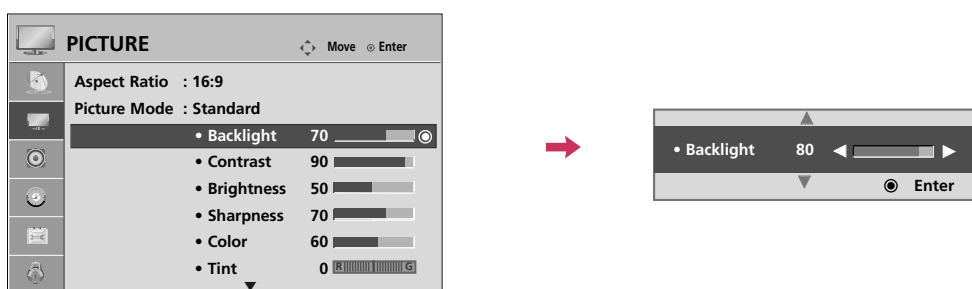 PICTURE Move Enter
Aspect Ratio : 16:9
Picture Mode : Standard
• Backlight 70
• Contrast 90
• Brightness 50
• Sharpness 70
• Color 60
• Tint 0 R G
• Backlight 80
Enter